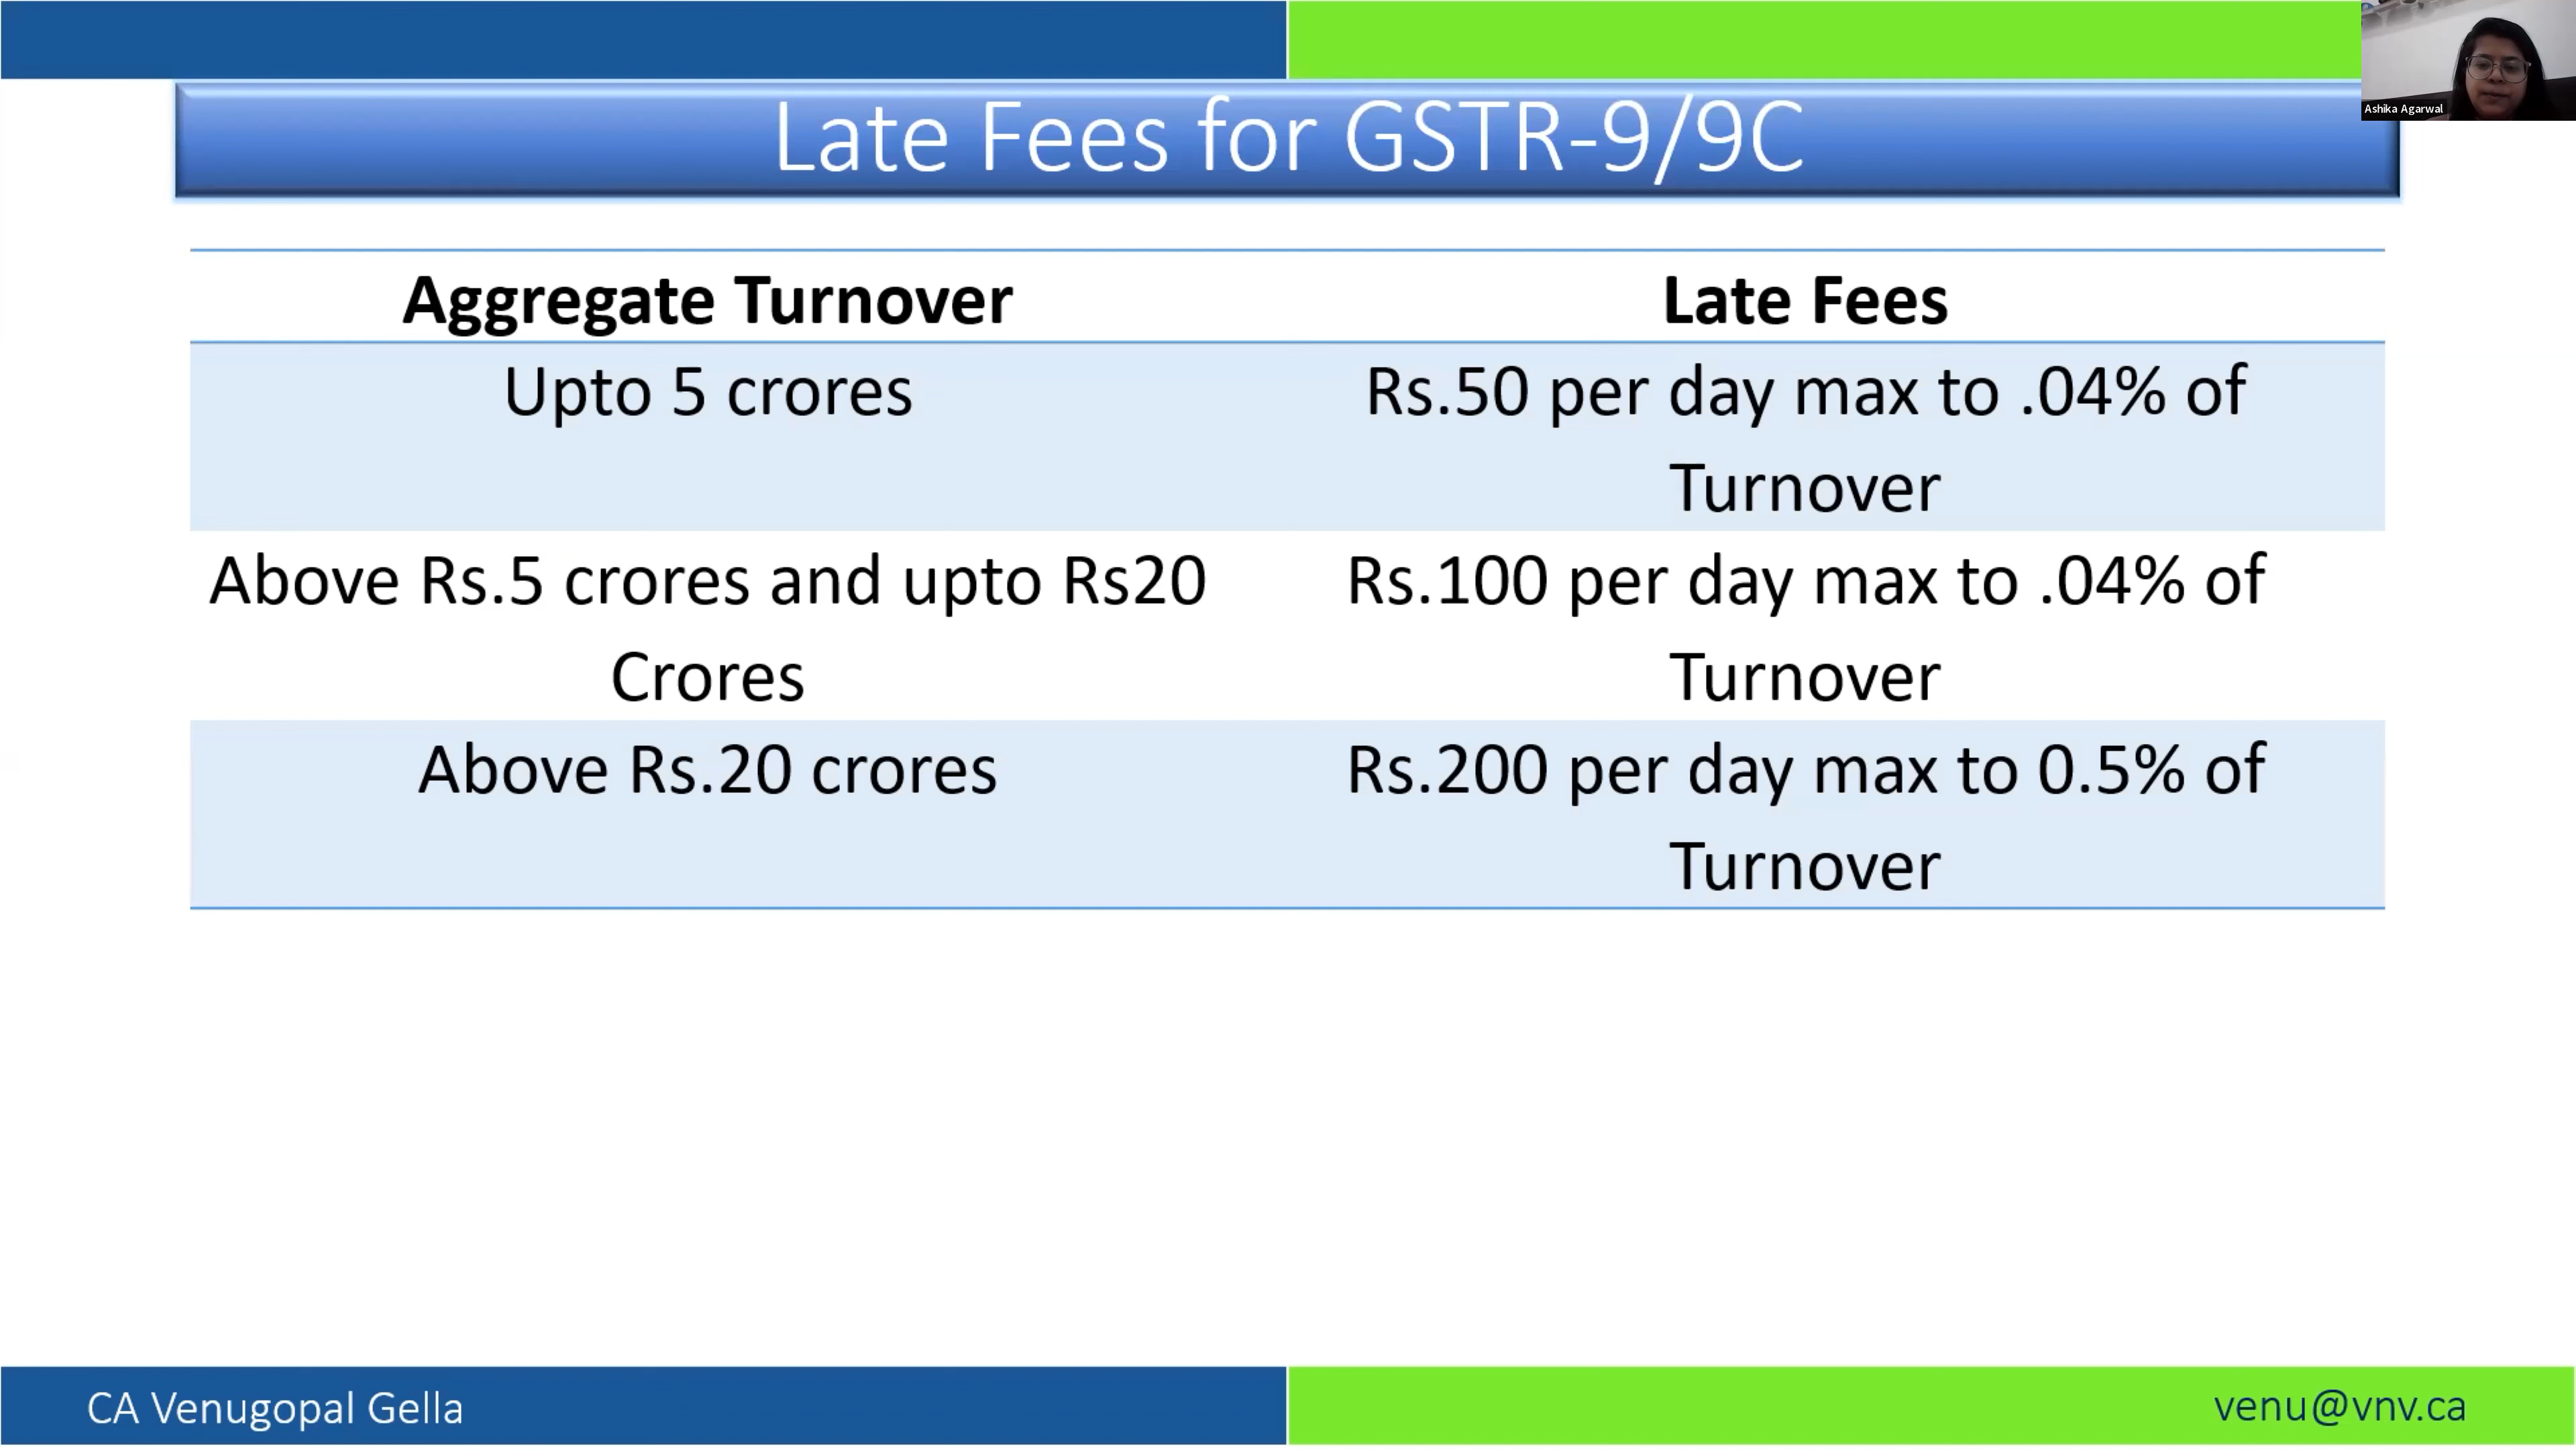 Late Fees for GSTR-9/9C
Ashika Agarwal
Aggregate Turnover
Late Fees
Upto 5 crores
Rs.50 per day max to .04% of
Turnover
Above Rs.5 crores and upto Rs20
Crores
Rs.100 per day max to .04% of
Turnover
Above Rs.20 crores
Rs.200 per day max to 0.5% of
Turnover
CA Venugopal Gella
venu@vnv.ca